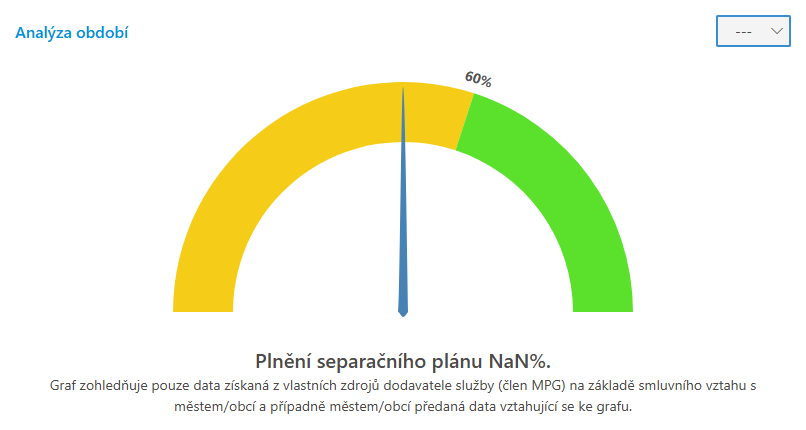 Analýza období
---
60%
Plnění separačního plánu NaN%.
Graf zohledňuje pouze data získaná z vlastních zdrojů dodavatele služby (člen MPG) na základě smluvního vztahu s
městem/obcí a případně městem/obcí předaná data vztahující se ke grafu.